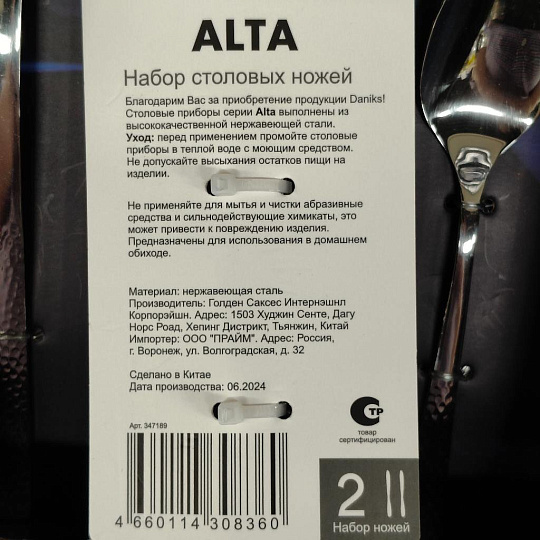 ALTA
Набор столовых ножей
Благодарим Вас за приобретение продукции Daniks!
Столовые приборы серии Alta выполнены из
высококачественной нержавеющей стали.
Уход: перед применением промойте столовые
приборы в теплой воде с моющим средством.
Не допускайте высыхания остатков пищи на
изделии.
Не применяйте для мытья и чистки абразивные
средства и сильнодействующие химикаты, это
может привести к повреждению изделия.
Предназначены для использования в домашнем
обиходе.
Материал: нержавеющая сталь
Производитель: Голден Саксес Интернэшнл
Корпорэйшн. Адрес: 1503 Худжин Сенте, Дагу
Норс Роад, Хепинг Дистрикт, Тьянжин, Китай
Импортер: ООО "ПРАЙМ". Адрес: Россия,
г. Воронеж, ул. Волгоградская, д. 32
Сделано в Китае
Дата производства: 06.2024
Арт. 347189
ТР
товар
сертифицирован
4 660114 308360
2
Набор ножей